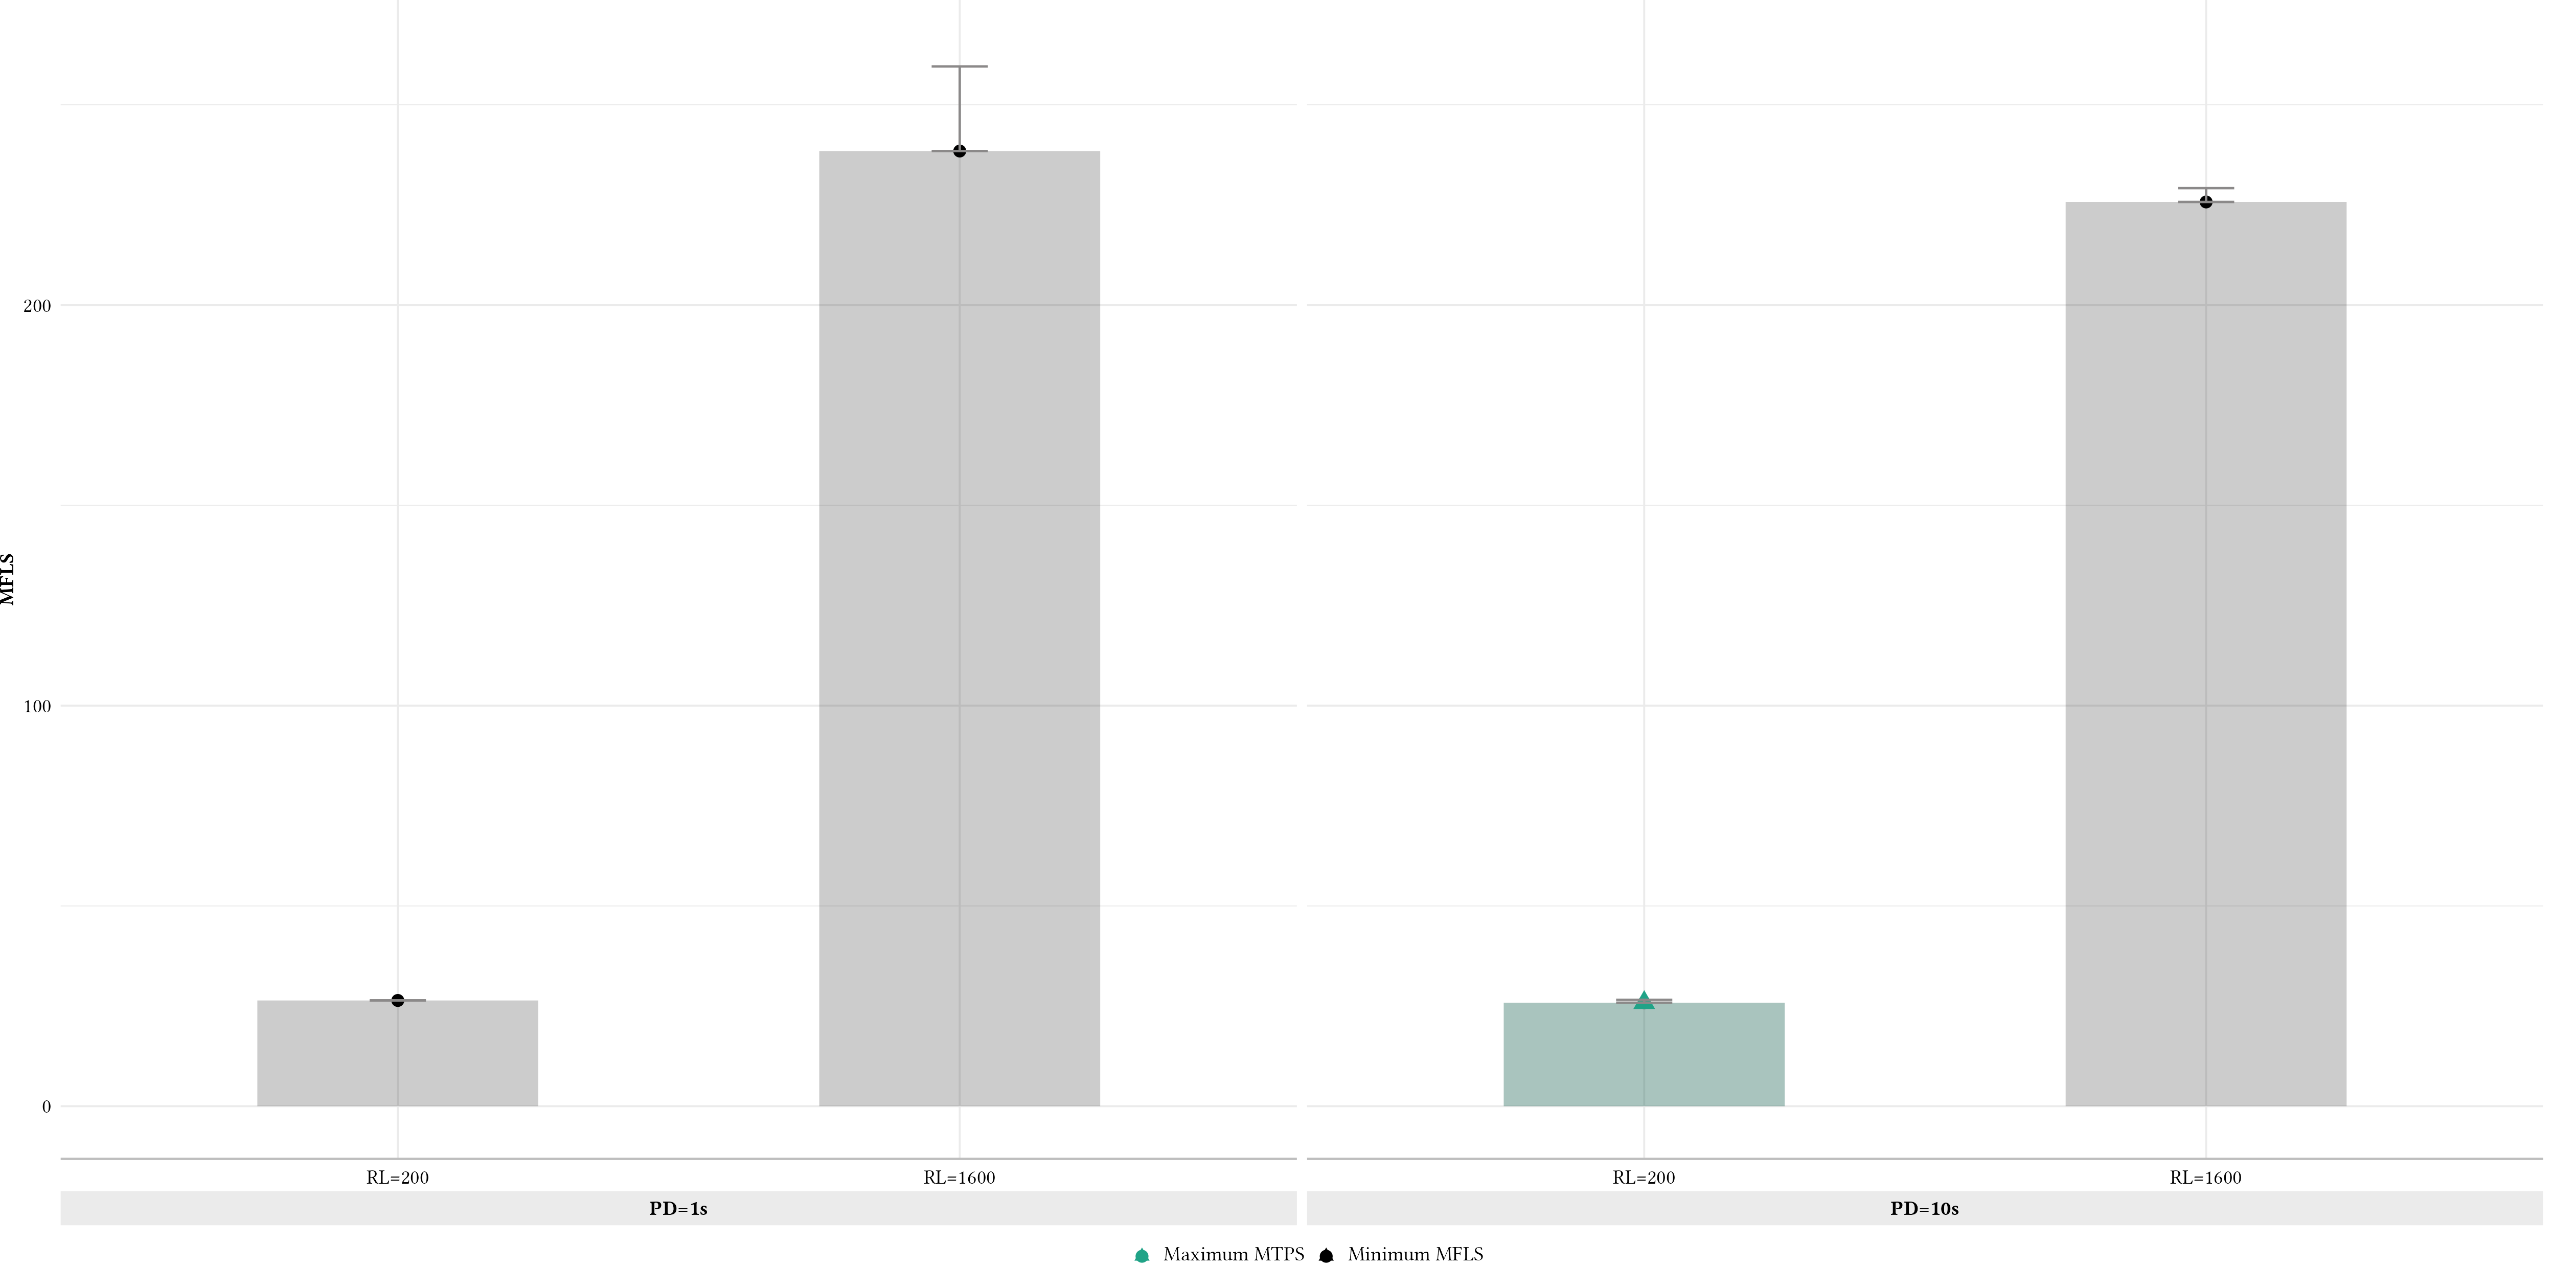 MFLS
200
100
0
RL=200 RL=1600 RL=200 RL=1600
PD=1s PD=10s
Maximum MTPS Minimum MFLS